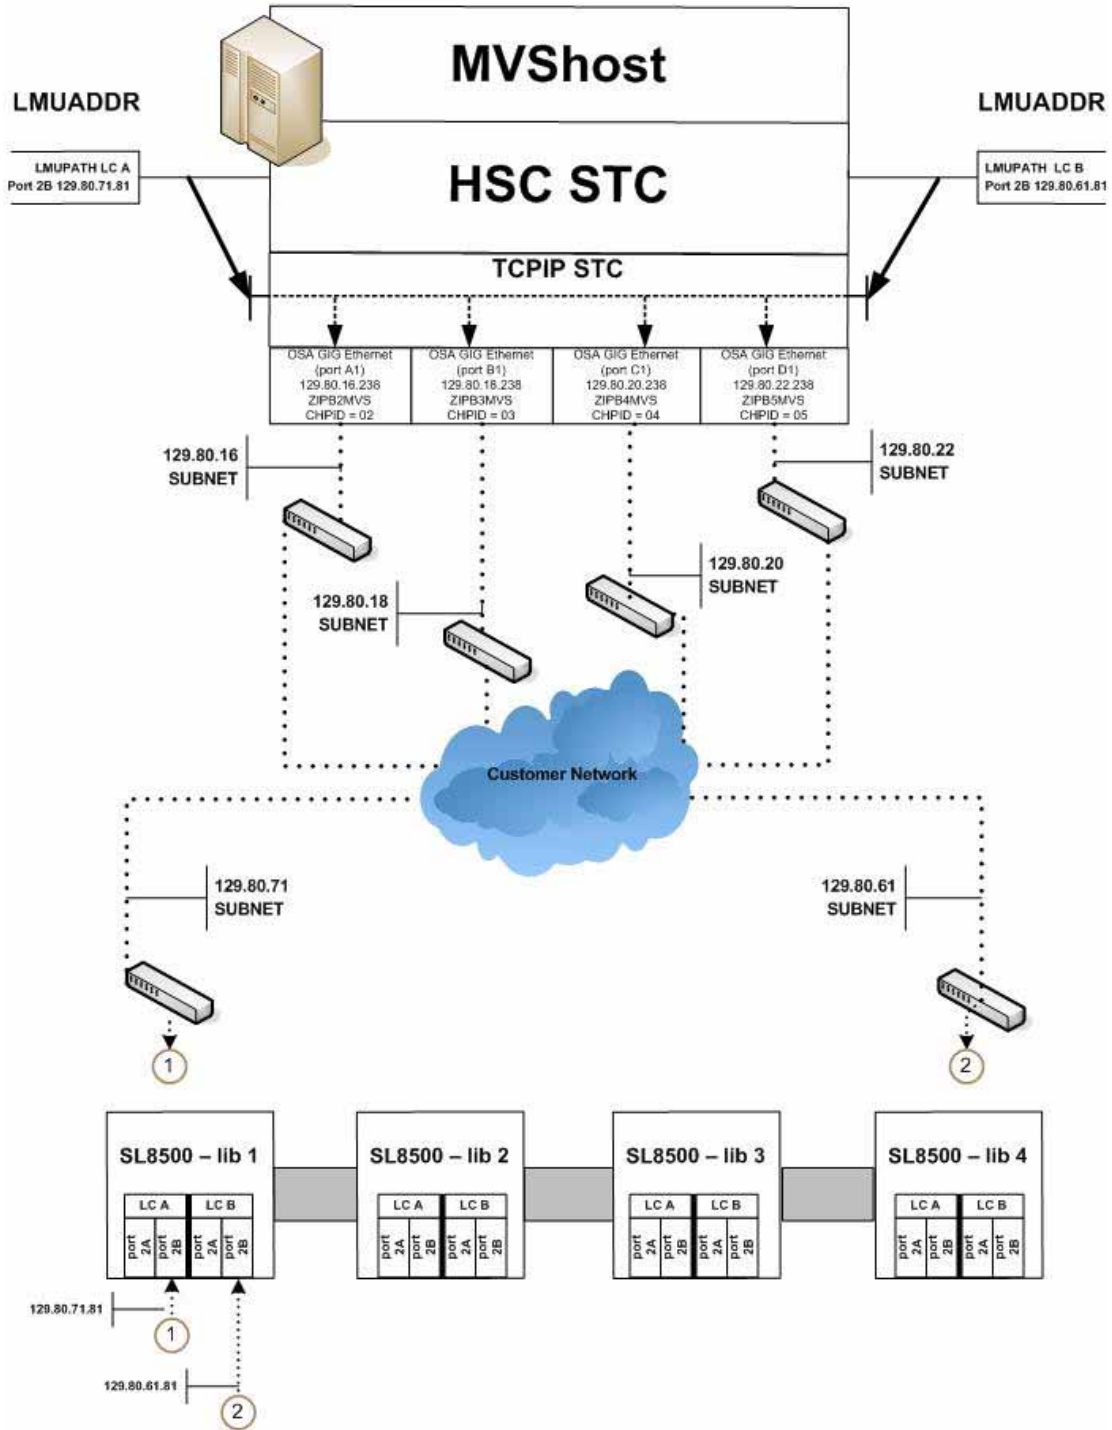 MVShost
LMUADDR
LMUADDR
LMUPATH LC A
Port 2B 129.80.71.81
HSC STC
LMUPATH LC B
Port 2B 129.80.61.81
TCPIP STC
OSA GIG Ethernet
(port A1)
129.80.16.238
ZIPB2MVS
CHPID = 02
OSA GIG Ethernet
(port B1)
129.80.18.238
ZIPB3MVS
CHPID = 03
OSA GIG Ethernet
(port C1)
129.80.20.238
ZIPB4MVS
CHPID = 04
OSA GIG Ethernet
(port D1)
129.80.22.238
ZIPB5MVS
CHPID = 05
129.80.16
SUBNET
129.80.22
SUBNET
129.80.18
SUBNET
129.80.20
SUBNET
Customer Network
129.80.71
SUBNET
129.80.61
SUBNET
1
2
SL8500 – lib 1
LC A
LC B
port 2A
port 2B
port 2A
port 2B
SL8500 – lib 2
LC A
LC B
port 2A
port 2B
port 2A
port 2B
SL8500 – lib 3
LC A
LC B
port 2A
port 2B
port 2A
port 2B
SL8500 – lib 4
LC A
LC B
port 2A
port 2B
port 2A
port 2B
129.80.71.81
1
129.80.61.81
2